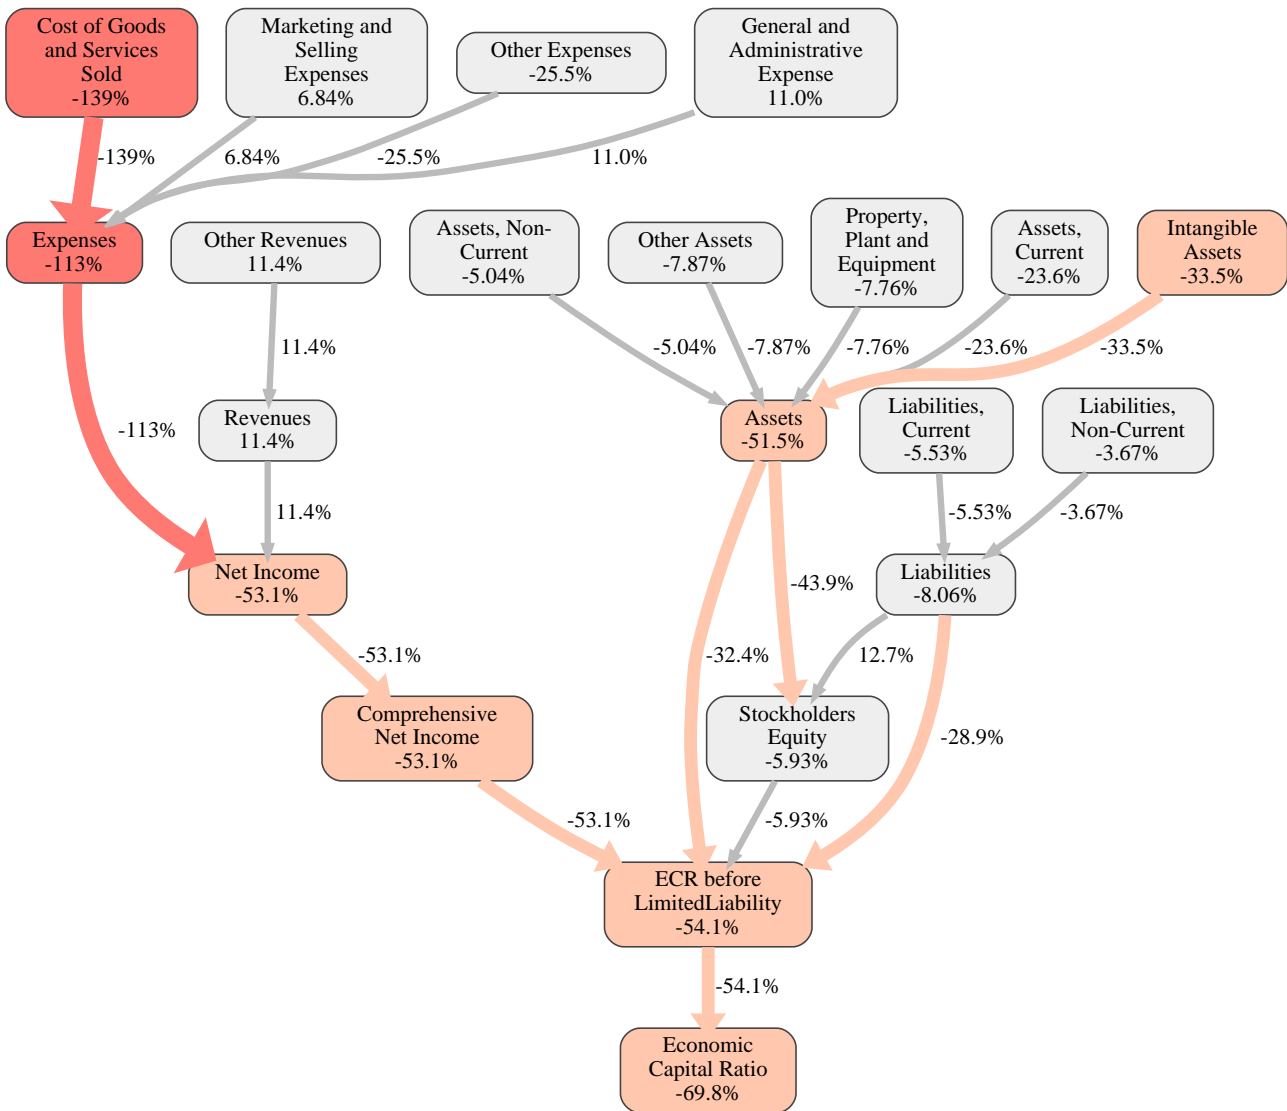 Cost of Goods
and Services
Sold
-139%
Marketing and
Selling
Expenses
6.84%
Other Expenses
-25.5%
General and
Administrative
Expense
11.0%
-139%
6.84%
-25.5%
11.0%
Expenses
-113%
Other Revenues
11.4%
Assets, Non-
Current
-5.04%
Other Assets
-7.87%
Property,
Plant and
Equipment
-7.76%
Assets,
Current
-23.6%
Intangible
Assets
-33.5%
11.4%
-5.04%
-7.87%
-7.76%
-23.6%
-33.5%
-113%
Revenues
11.4%
Assets
-51.5%
Liabilities,
Current
-5.53%
Liabilities,
Non-Current
-3.67%
11.4%
-5.53%
-3.67%
Net Income
-53.1%
-43.9%
Liabilities
-8.06%
-53.1%
-32.4%
12.7%
Comprehensive
Net Income
-53.1%
Stockholders
Equity
-5.93%
-28.9%
-53.1%
-5.93%
ECR before
LimitedLiability
-54.1%
-54.1%
Economic
Capital Ratio
-69.8%